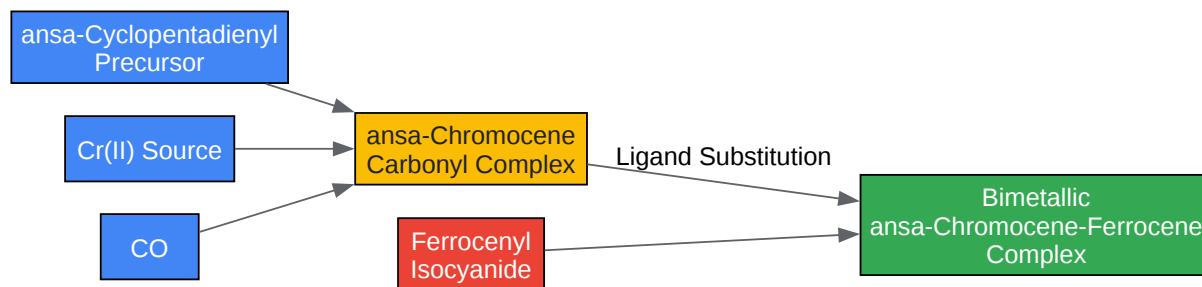 ansa-Cyclopentadienyl
Precursor
Cr(II) Source
CO
ansa-Chromocene
Carbonyl Complex
Ligand Substitution
Ferrocenyl
Isocyanide
Bimetallic
ansa-Chromocene-Ferrocene
Complex